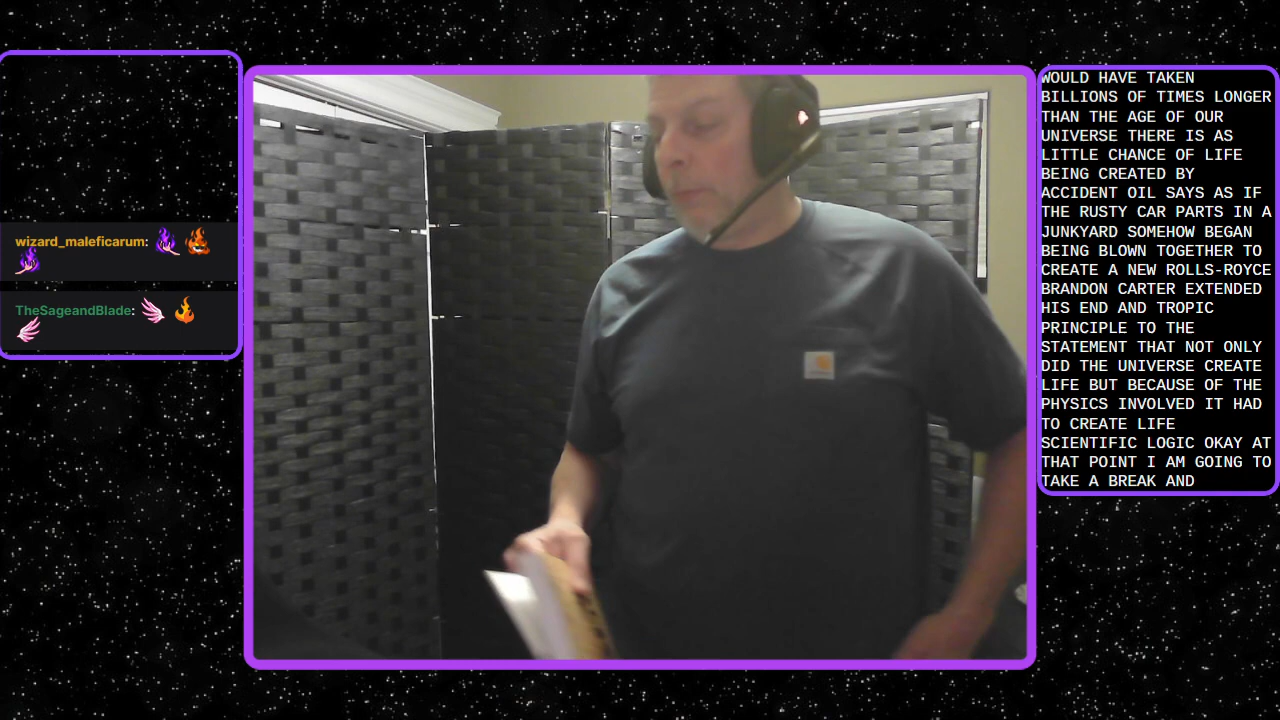 wizard_maleficarum:
TheSageandBlade:
WOULD HAVE TAKEN
BILLIONS OF TIMES LONGER
THAN THE AGE OF OUR
UNIVERSE THERE IS AS
LITTLE CHANCE OF LIFE
BEING CREATED BY
ACCIDENT OIL SAYS AS IF
THE RUSTY CAR PARTS IN A
JUNKYARD SOMEHOW BEGAN
BEING BLOWN TOGETHER TO
CREATE A NEW ROLLS-ROYCE
BRANDON CARTER EXTENDED
HIS END AND TROPIC
PRINCIPLE TO THE
STATEMENT THAT NOT ONLY
DID THE UNIVERSE CREATE
LIFE BUT BECAUSE OF THE
PHYSICS INVOLVED IT HAD
TO CREATE LIFE
SCIENTIFIC LOGIC OKAY AT
THAT POINT I AM GOING TO
TAKE A BREAK AND